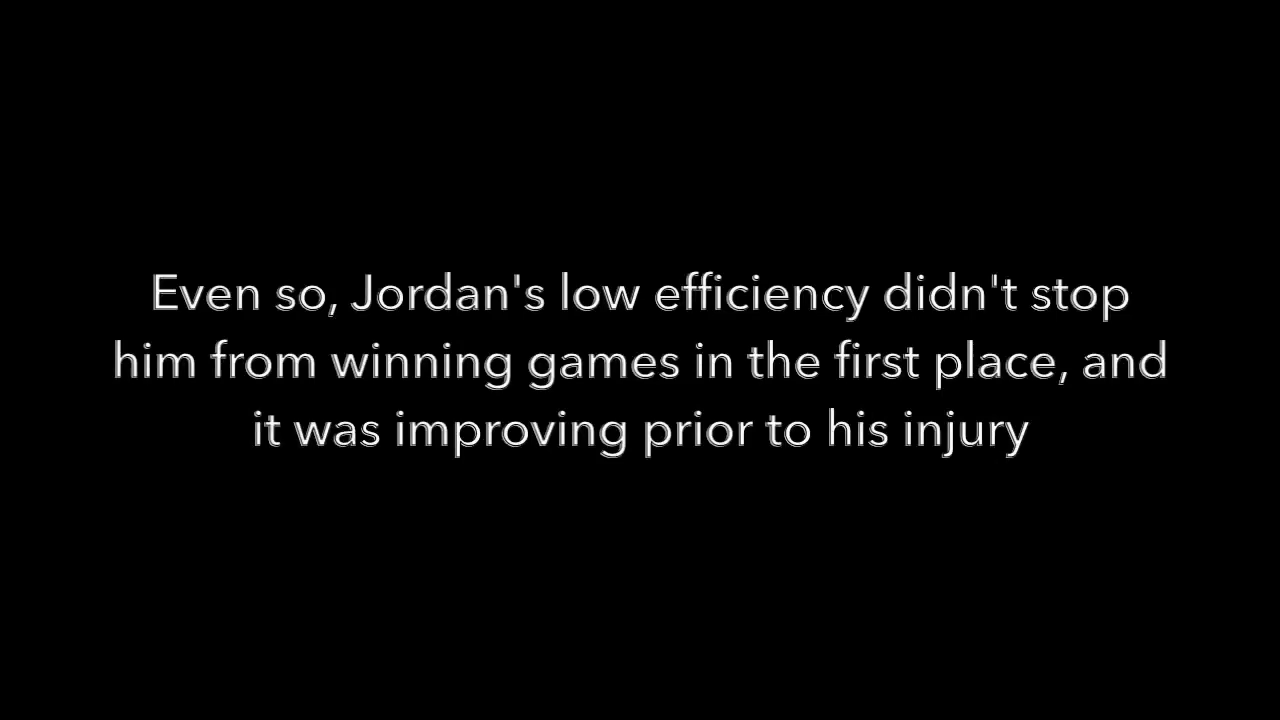 Even so, Jordan's low efficiency didn't stop
him from winning games in the first place, and
it was improving prior to his injury